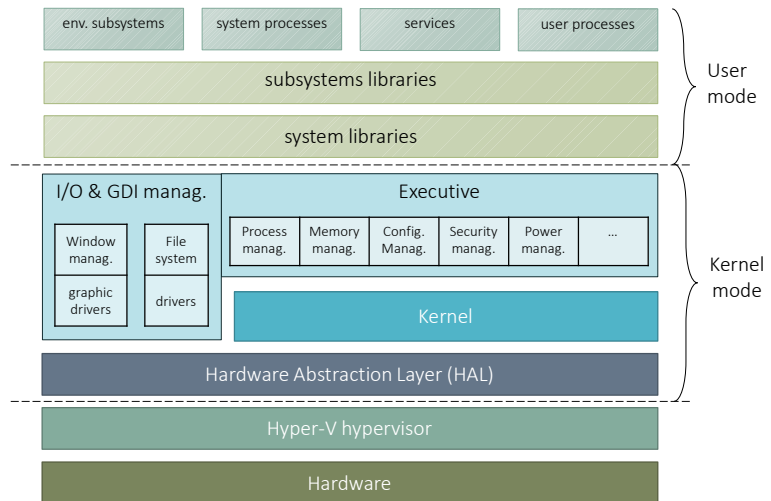 env. subsystems
system processes
services
user processes
subsystems libraries
system libraries
User
mode
I/O & GDI manag.
Executive
Window
manag.
File
system
graphic
drivers
drivers
Process
manag.
Memory
manag.
Config.
Manag.
Security
manag.
Power
manag.
...
Kernel
mode
Kernel
Hardware Abstraction Layer (HAL)
Hyper-V hypervisor
Hardware